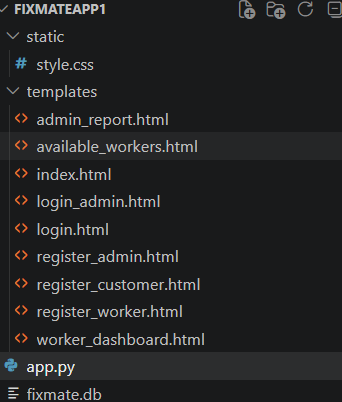 FIXMATEAPP1
static
# style.css
templates
<> admin_report.html
<> available_workers.html
<> index.html
<> login_admin.html
<> login.html
<> register_admin.html
<> register_customer.html
<> register_worker.html
<> worker_dashboard.html
app.py
fixmate.db